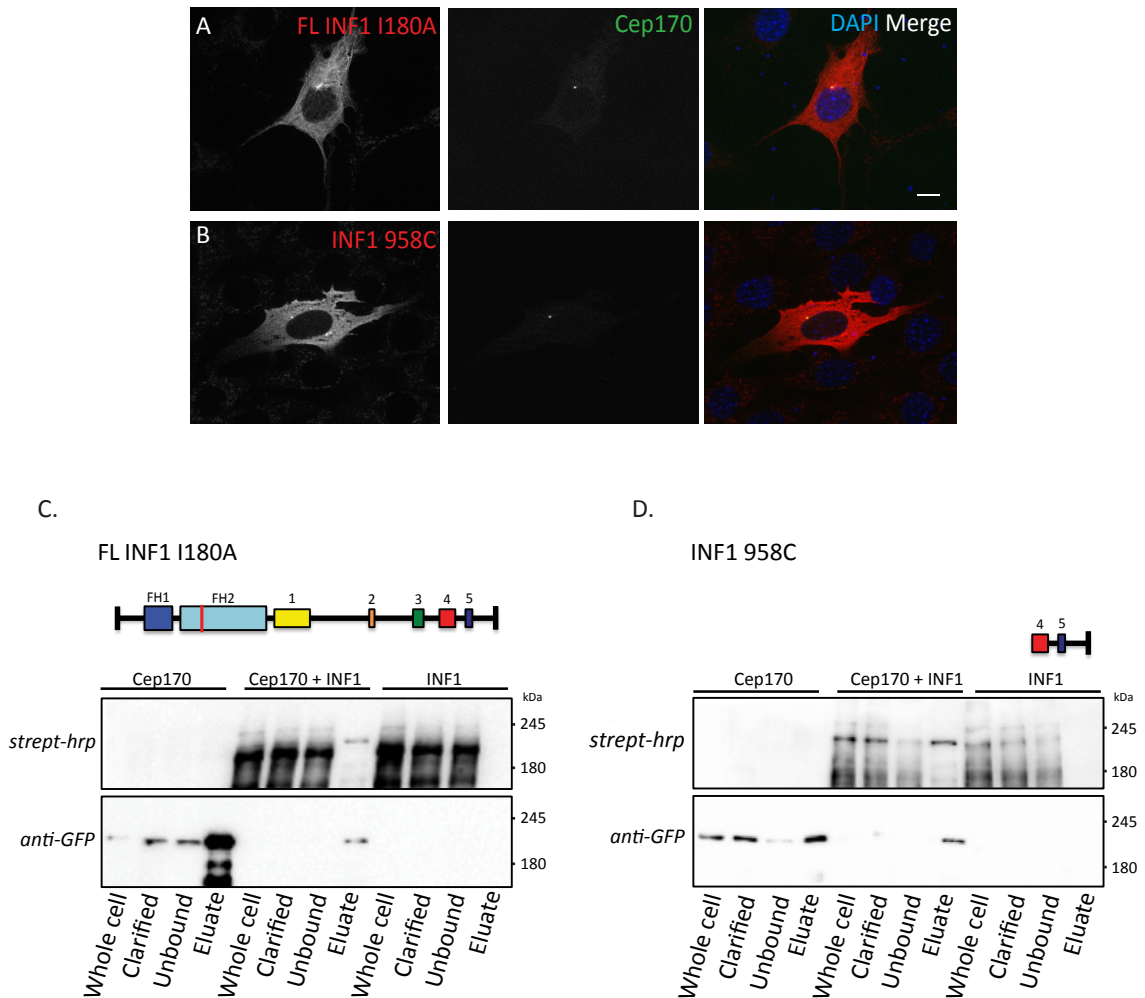 A FL INF1 I180A Cep170 DAPI Merge
B INF1 958C
C. D.
FL INF1 I180A
FH1 FH2 1 2 3 4 5
Cep170 Cep170 + INF1 INF1 kDa
strept-hrp 245
180
anti-GFP 245
180
Whole cell Clarified Unbound Eluate Whole cell Clarified Unbound Eluate Whole cell Clarified Unbound Eluate
INF1 958C
4 5
Cep170 Cep170 + INF1 INF1 kDa
strept-hrp 245
180
anti-GFP 245
180
Whole cell Clarified Unbound Eluate Whole cell Clarified Unbound Eluate Whole cell Clarified Unbound Eluate